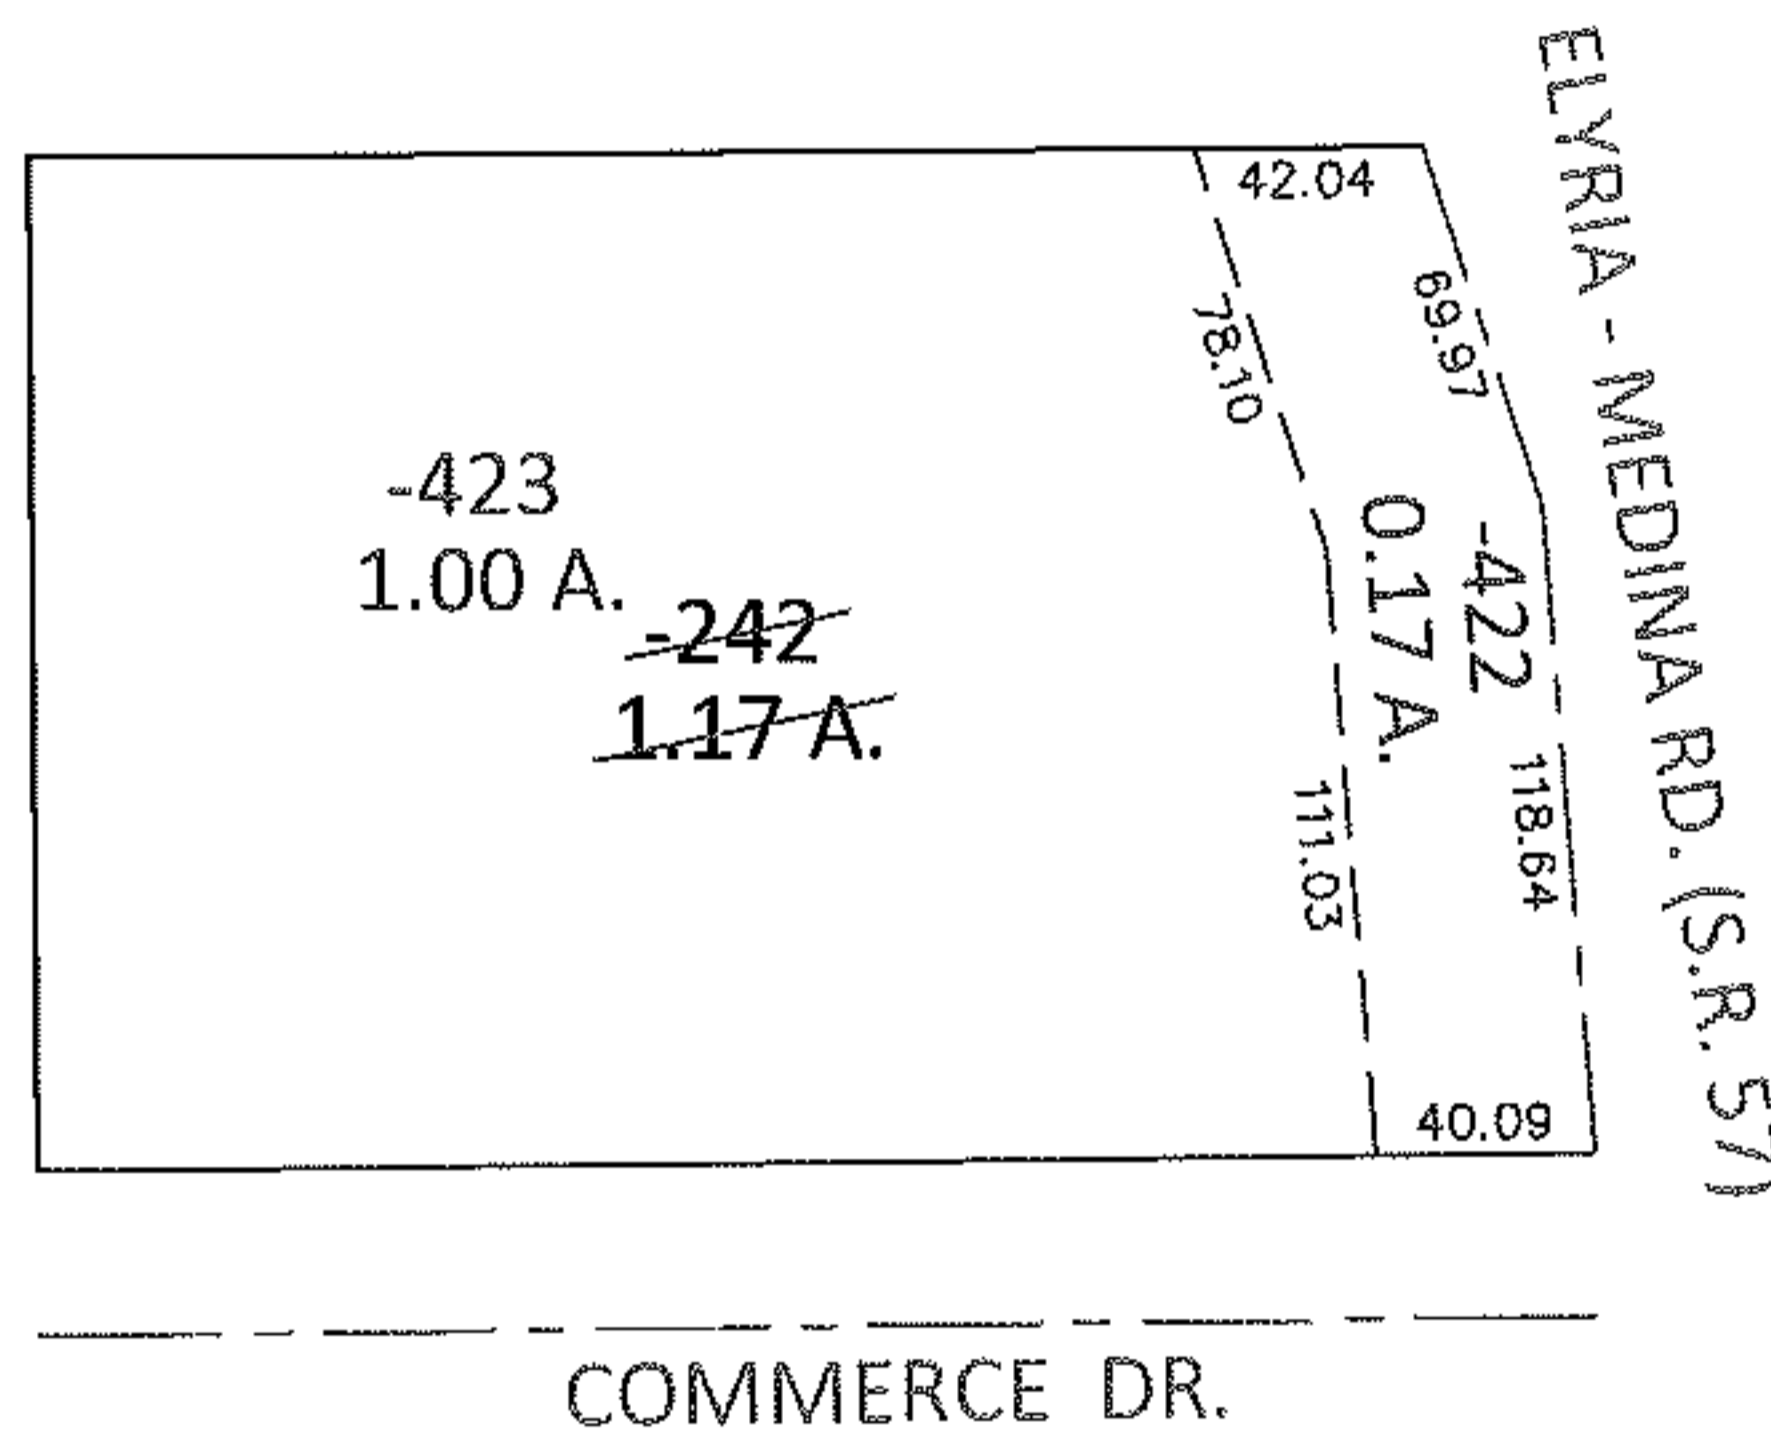 42.04
69.97
78.10
-423
1.00 A.
-242
1.17 A.
-422
0.17 A.
118.64
111.03
40.09
ELYRIA - MEDINA RD. (S.R. 57)
COMMERCE DR.